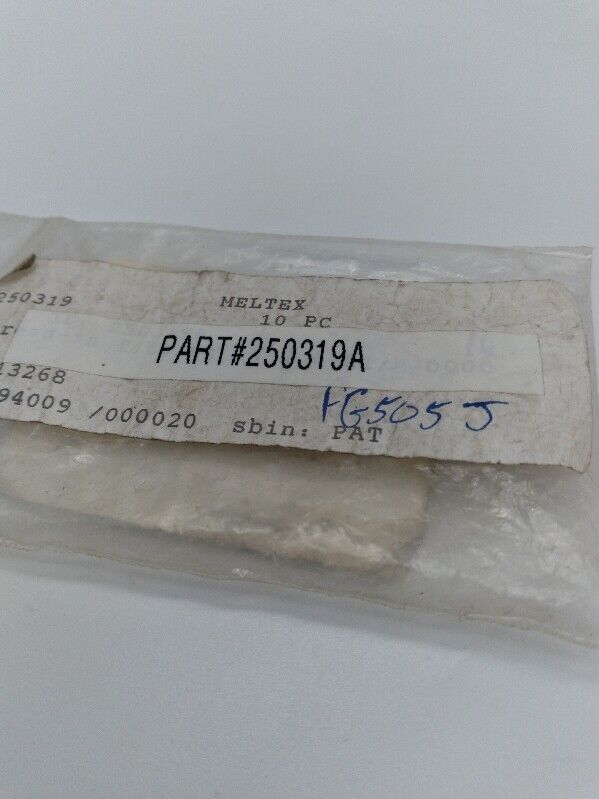 250319 MELTEX
10 PC
PART#250319A
13268
94009 /000020 sbin: PAT
FG505J